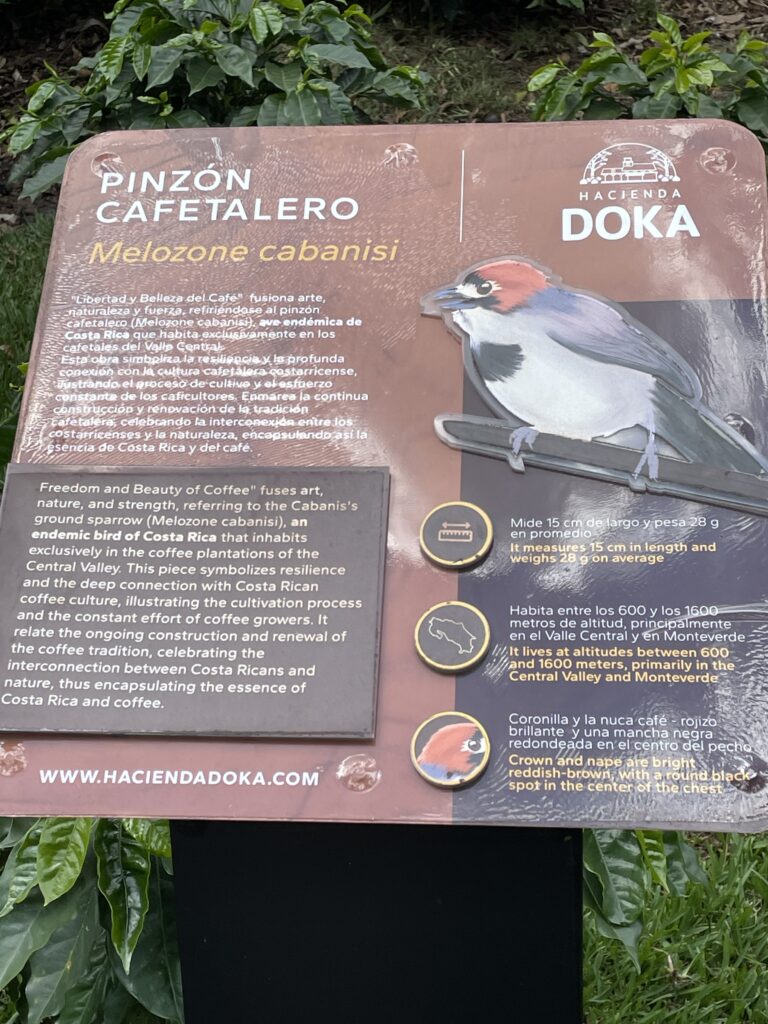 PINZÓN
CAFETALERO
Melozone cabanisi
HACIENDA
DOKA
"Libertad y Belleza del Café" fusiona arte,
naturaleza y fuerza, refiriéndose al pinzón
cafetalero (Melozone cabanisi), ave endémica de
Costa Rica que habita exclusivamente en los
cafetales del Valle Central.
Esta obra simboliza la resiliencia y la profunda
conexión con la cultura cafetalera costarricense,
ilustrando el proceso de cultivo y el esfuerzo
constante de los caficultores. Enmarca la continua
construcción y renovación de la tradición
cafetalera, celebrando la interconexión entre los
costarricenses y la naturaleza, encapsulando así la
esencia de Costa Rica y del café.
Freedom and Beauty of Coffee" fuses art,
nature, and strength, referring to the Cabanis's
ground sparrow (Melozone cabanisi), an
endemic bird of Costa Rica that inhabits
exclusively in the coffee plantations of the
Central Valley. This piece symbolizes resilience
and the deep connection with Costa Rican
coffee culture, illustrating the cultivation process
and the constant effort of coffee growers. It
relate the ongoing construction and renewal of
the coffee tradition, celebrating the
interconnection between Costa Ricans and
nature, thus encapsulating the essence of
Costa Rica and coffee.
Mide 15 cm de largo y pesa 28 g
en promedio
It measures 15 cm in length and
weighs 28 g on average
Habita entre los 600 y los 1600
metros de altitud, principalmente
en el Valle Central y en Monteverde
It lives at altitudes between 600
and 1600 meters, primarily in the
Central Valley and Monteverde
Coronilla y la nuca café - rojizo
brillante y una mancha negra
redondeada en el centro del pecho
Crown and nape are bright
reddish-brown, with a round black
spot in the center of the chest
WWW.HACIENDADOKA.COM